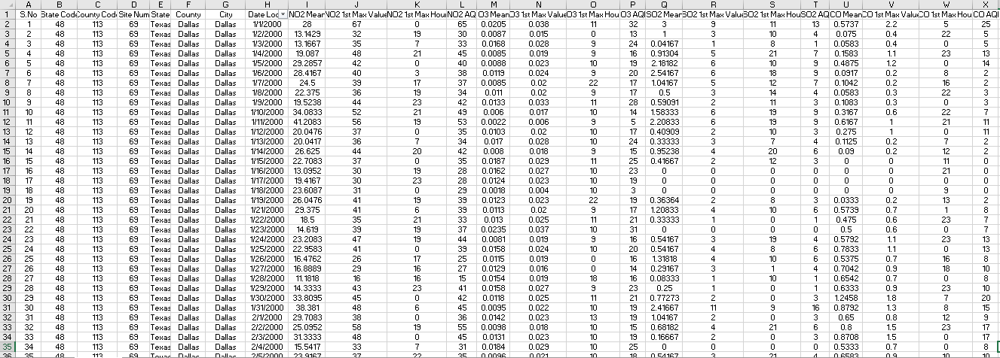 A B C D E F G H I J K L M N O P Q R S T U V W X
1 S.No State Cod County Cod Site Num State County City Date Loc NO2 Mean NO2 1st Max Value NO2 1st Max Hou NO2 AQI O3 Mean O3 1st Max Value O3 1st Max Hou O3 AQI SO2 Mean SO2 1st Max Valu SO2 1st Max Hou SO2 AQ CO Mean CO 1st Max Value CO 1st Max Hou CO AQI
2 1 48 113 69 Texas Dallas Dallas 1/1/2000 28 67 0 65 0.0205 0.038 11 32 3 9 11 13 0.5737 2.2 5 25
3 2 48 113 69 Texas Dallas Dallas 1/2/2000 13.1429 32 19 30 0.0087 0.015 0 13 1 3 10 4 0.075 0.4 22 5
4 3 48 113 69 Texas Dallas Dallas 1/3/2000 13.1667 35 7 33 0.0168 0.028 9 24 0.04167 1 8 1 0.0583 0.4 0 5
5 4 48 113 69 Texas Dallas Dallas 1/4/2000 19.087 48 21 45 0.0085 0.019 9 16 0.91304 5 21 7 0.1583 1.1 23 13
6 5 48 113 69 Texas Dallas Dallas 1/5/2000 29.2857 42 0 40 0.0088 0.023 10 19 2.18182 6 10 9 0.4875 1.2 0 14
7 6 48 113 69 Texas Dallas Dallas 1/6/2000 28.4167 40 3 38 0.0119 0.024 9 20 2.54167 6 18 9 0.0917 0.2 8 2
8 7 48 113 69 Texas Dallas Dallas 1/7/2000 24.5 39 17 37 0.0085 0.02 22 17 1.04167 5 12 7 0.1042 0.2 16 2
9 8 48 113 69 Texas Dallas Dallas 1/8/2000 22.375 36 19 34 0.011 0.02 9 17 0.5 3 14 4 0.0583 0.3 22 3
10 9 48 113 69 Texas Dallas Dallas 1/9/2000 19.5238 44 23 42 0.0133 0.033 11 28 0.59091 2 11 3 0.1083 0.3 0 3
11 10 48 113 69 Texas Dallas Dallas 1/10/2000 34.0833 52 21 49 0.006 0.017 10 14 1.58333 6 19 9 0.3167 0.6 22 7
12 11 48 113 69 Texas Dallas Dallas 1/11/2000 41.2083 56 19 53 0.0022 0.006 9 5 2.20833 6 19 9 0.6167 1 21 11
13 12 48 113 69 Texas Dallas Dallas 1/12/2000 20.0476 37 0 35 0.0103 0.02 10 17 0.40909 2 10 3 0.275 1 0 11
14 13 48 113 69 Texas Dallas Dallas 1/13/2000 20.0417 36 7 34 0.017 0.028 10 24 0.33333 3 7 4 0.1125 0.2 7 2
15 14 48 113 69 Texas Dallas Dallas 1/14/2000 26.625 44 20 42 0.008 0.018 9 15 0.95238 4 20 6 0.09 0.2 12 2
16 15 48 113 69 Texas Dallas Dallas 1/15/2000 22.7083 37 0 35 0.0187 0.029 11 25 0.41667 2 12 3 0 0 11 0
17 16 48 113 69 Texas Dallas Dallas 1/16/2000 13.0952 30 19 28 0.0162 0.027 10 23 0 0 0 0 0 0 21 0
18 17 48 113 69 Texas Dallas Dallas 1/17/2000 19.4167 30 23 28 0.0124 0.023 10 19 0 0 0 0 0 0 0 0
19 18 48 113 69 Texas Dallas Dallas 1/18/2000 23.6087 31 0 29 0.0018 0.004 10 3 0 0 0 0 0 0 9 0
20 19 48 113 69 Texas Dallas Dallas 1/19/2000 26.0476 41 19 39 0.0123 0.023 22 19 0.36364 2 8 3 0.0333 0.2 13 2
21 20 48 113 69 Texas Dallas Dallas 1/21/2000 29.375 41 6 39 0.0113 0.02 9 17 1.20833 4 10 6 0.5739 0.7 1 8
22 21 48 113 69 Texas Dallas Dallas 1/22/2000 18.5 35 21 33 0.013 0.025 11 21 0.33333 1 0 1 0.475 0.6 23 7
23 22 48 113 69 Texas Dallas Dallas 1/23/2000 14.619 39 19 37 0.0235 0.037 10 31 0 0 0 0 0.5 0.6 0 7
24 23 48 113 69 Texas Dallas Dallas 1/24/2000 23.2083 47 19 44 0.0081 0.019 9 16 0.54167 3 19 4 0.5792 1.1 23 13
25 24 48 113 69 Texas Dallas Dallas 1/25/2000 22.9583 41 0 39 0.0158 0.024 10 20 0.54167 4 8 6 0.7833 1.1 0 13
26 25 48 113 69 Texas Dallas Dallas 1/26/2000 16.4762 26 17 25 0.0115 0.019 0 16 1.31818 4 10 6 0.5375 0.7 16 8
27 26 48 113 69 Texas Dallas Dallas 1/27/2000 16.8889 29 16 27 0.0129 0.016 0 14 0.29167 3 1 4 0.7042 0.9 18 10
28 27 48 113 69 Texas Dallas Dallas 1/28/2000 11.1818 16 16 15 0.0154 0.019 18 16 0.08333 1 10 1 0.6542 0.7 0 8
29 28 48 113 69 Texas Dallas Dallas 1/29/2000 14.3333 43 23 41 0.0158 0.027 9 23 0.25 1 0 1 0.6333 0.9 23 10
30 29 48 113 69 Texas Dallas Dallas 1/30/2000 33.8095 45 0 42 0.0118 0.025 11 21 0.77273 2 0 3 1.2458 1.8 7 20
31 30 48 113 69 Texas Dallas Dallas 1/31/2000 38.381 48 6 45 0.0095 0.022 10 19 2.41667 11 9 16 0.8792 1.3 8 15
32 31 48 113 69 Texas Dallas Dallas 2/1/2000 29.7083 38 0 36 0.0142 0.023 13 19 1.04167 2 0 3 0.65 0.8 12 9
33 32 48 113 69 Texas Dallas Dallas 2/2/2000 25.0952 58 19 55 0.0098 0.018 10 15 0.68182 4 21 6 0.8 1.5 23 17
34 33 48 113 69 Texas Dallas Dallas 2/3/2000 31.3333 48 0 45 0.0131 0.023 10 19 0.16667 2 0 3 0.8708 1.5 0 17
35 34 48 113 69 Texas Dallas Dallas 2/4/2000 15.5417 33 7 31 0.0184 0.029 10 25 0 0 0 0 0.5333 0.7 0 8
36 35 48 113 69 Texas Dallas Dallas 2/5/2000 23.9167 37 22 35 0.0096 0.021 10 18 0.54167 3 21 4 0.6583 0.9 10 10